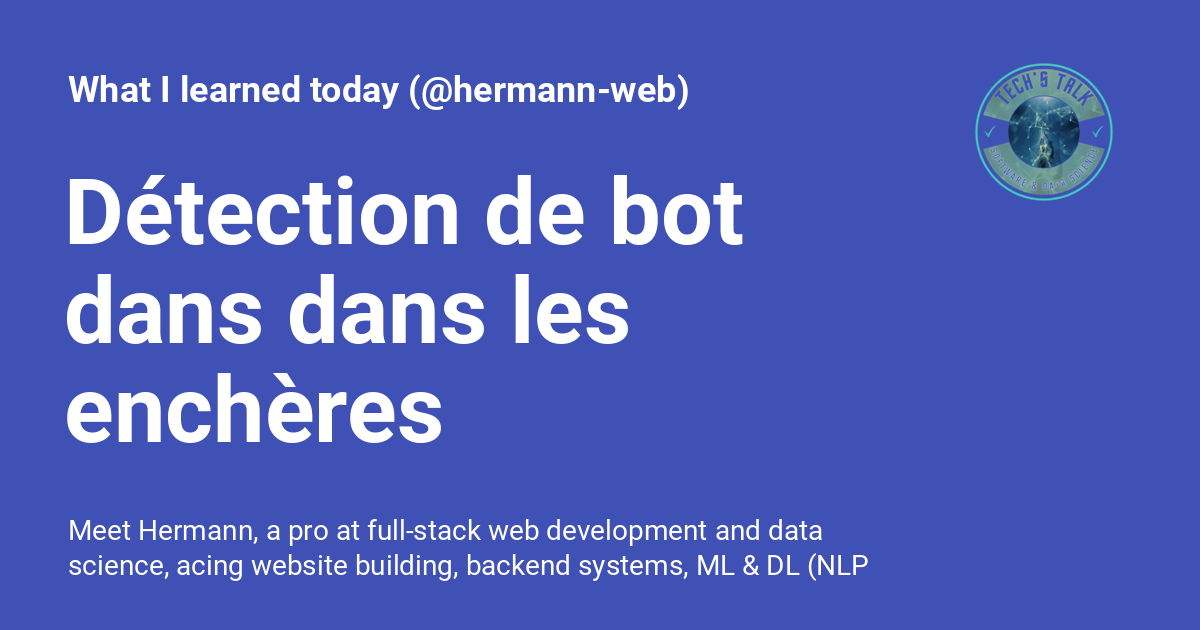 What I learned today (@hermann-web)
TECH'S TALK
SOFTWARE & DATA SCIENCE
Détection de bot
dans dans les
enchères
Meet Hermann, a pro at full-stack web development and data
science, acing website building, backend systems, ML & DL (NLP